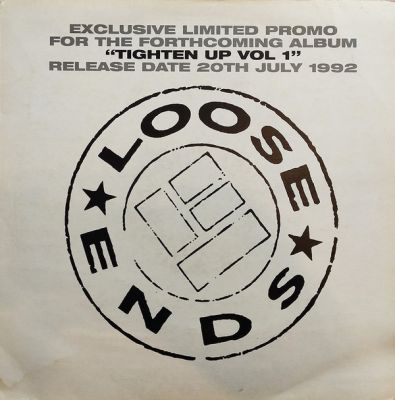 EXCLUSIVE LIMITED PROMO
FOR THE FORTHCOMING ALBUM
“TIGHTEN UP VOL 1”
RELEASE DATE 20TH JULY 1992
LOOSE
ENDS